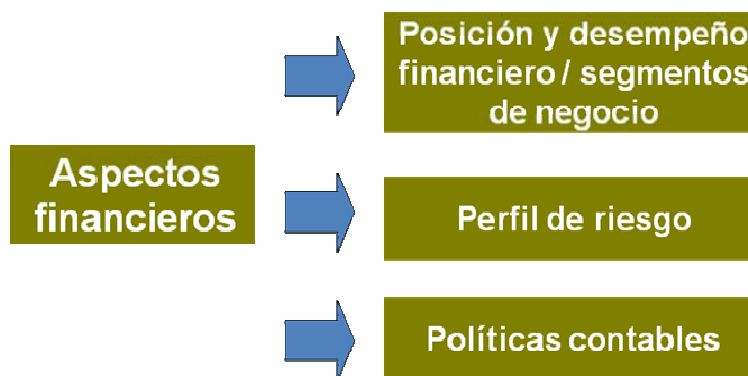 Posición y desempeño
financiero / segmentos
de negocio
Aspectos
financieros
Perfil de riesgo
Políticas contables